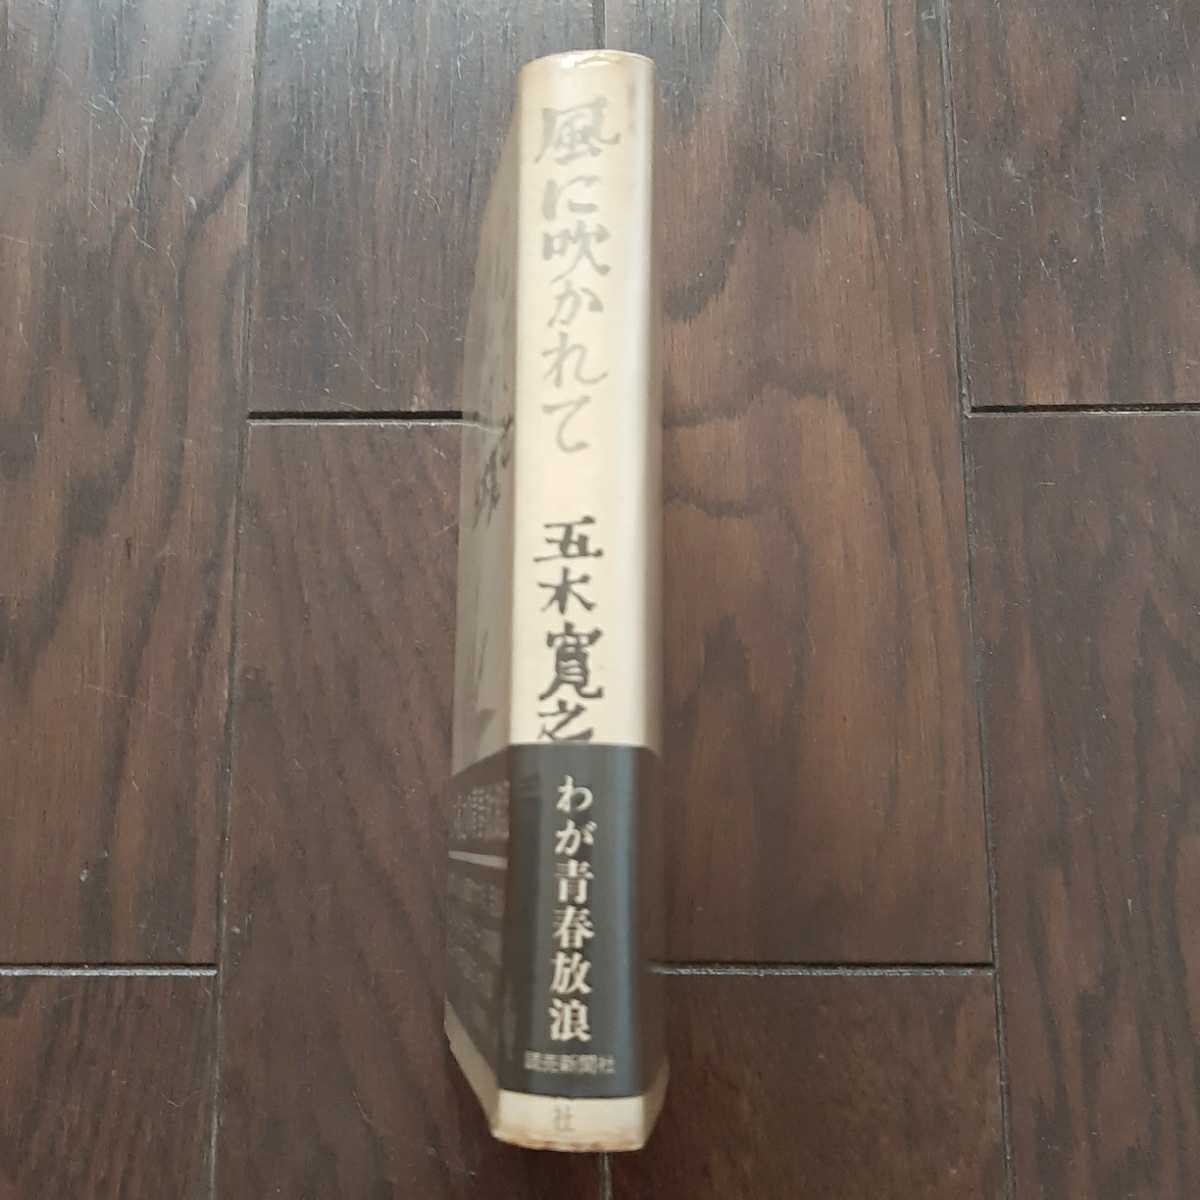 風に吹かれて
五木寛之
わが青春放浪
読売新聞社
社